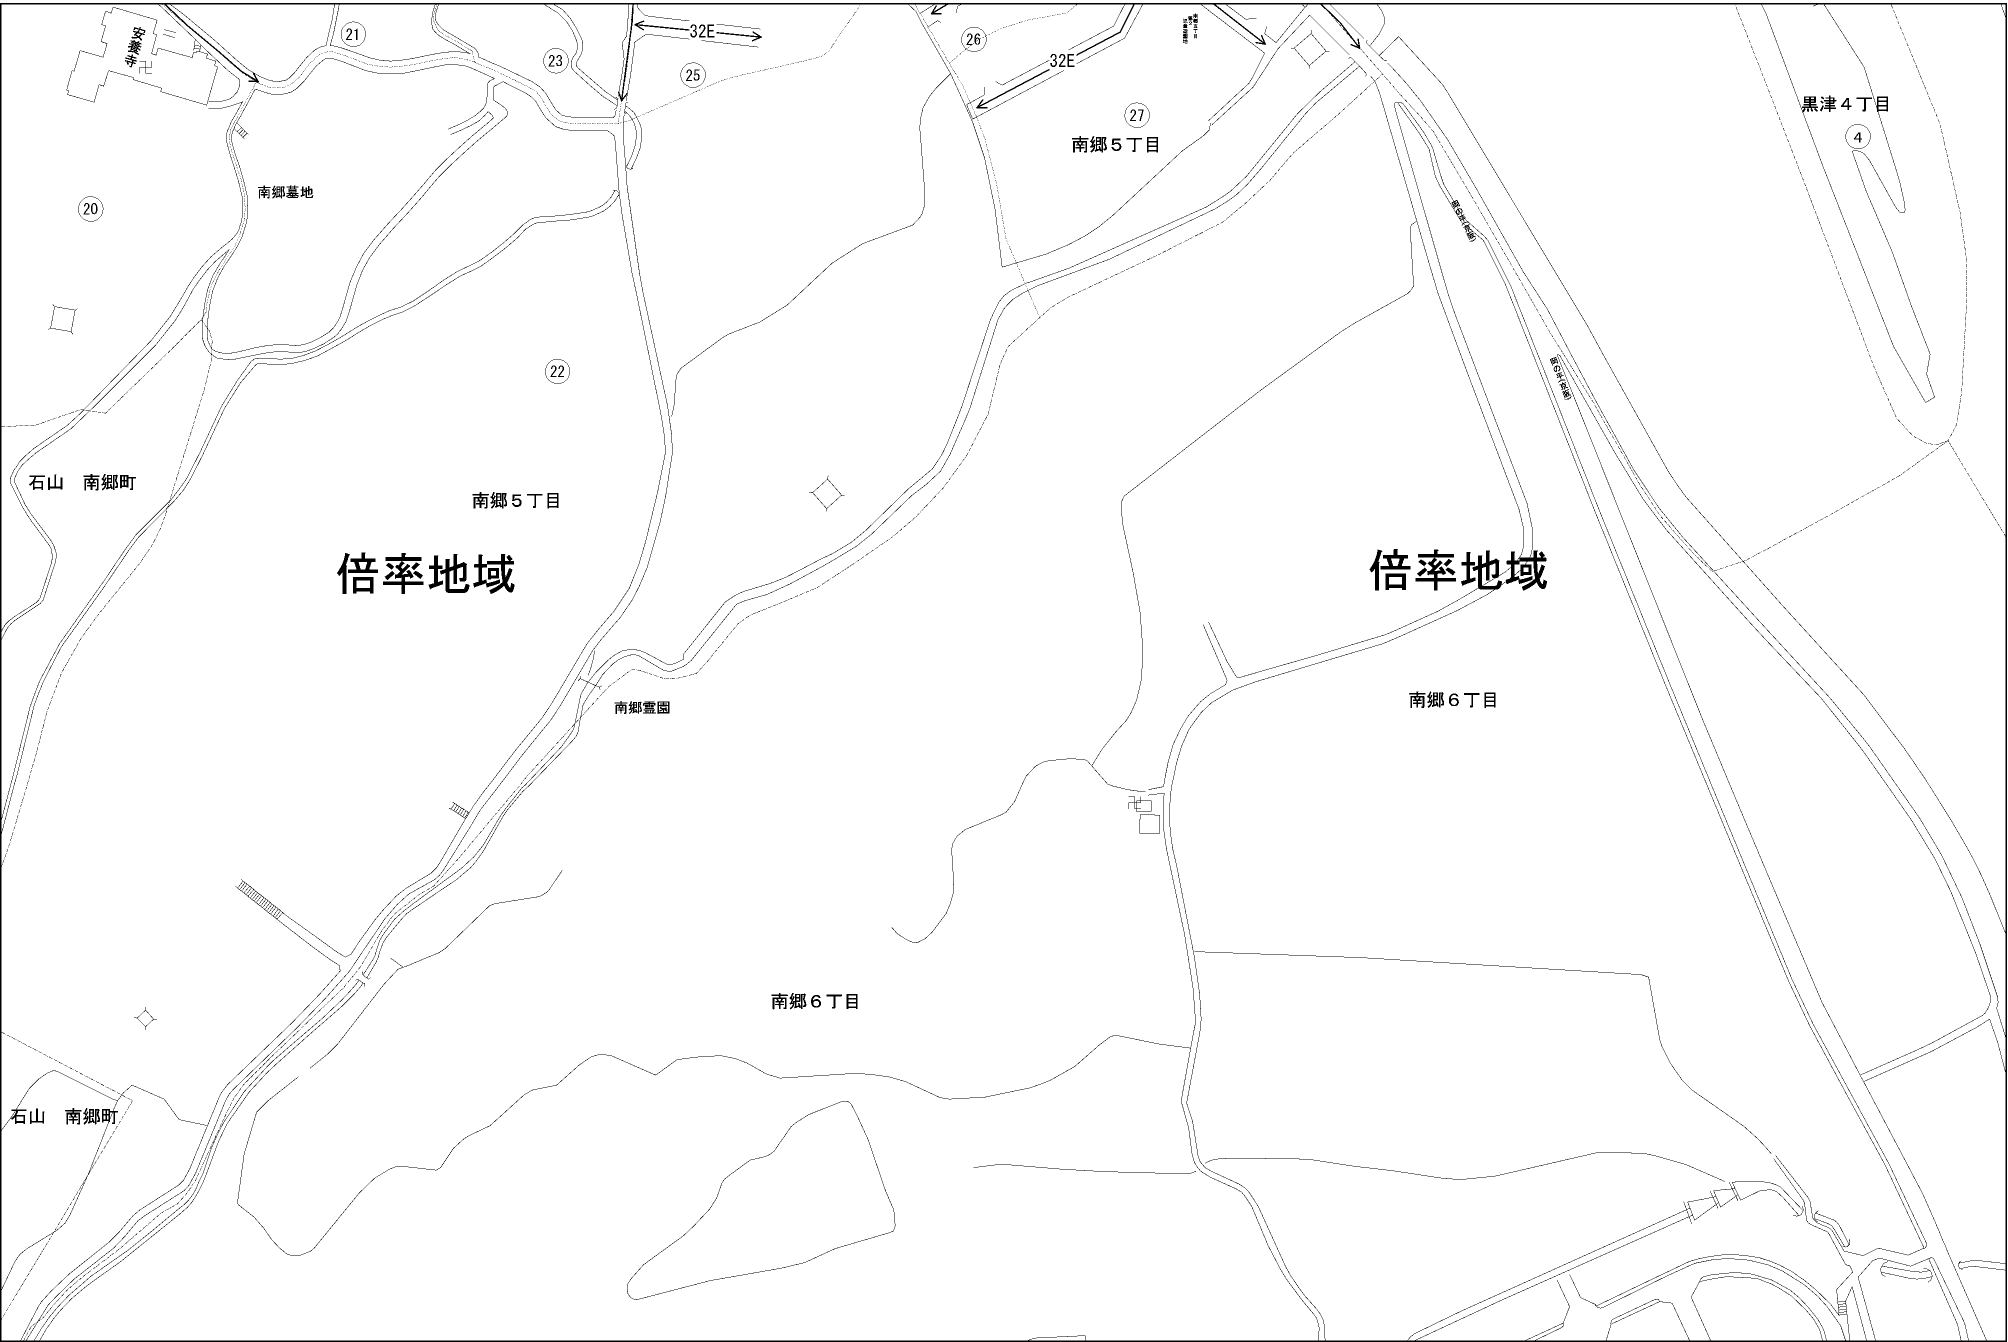 安養寺
21
23
32E
25
26
32E
27
南郷５丁目
黒津４丁目
4
南郷墓地
20
22
石山　南郷町
南郷５丁目
倍率地域
倍率地域
南郷６丁目
南郷霊園
南郷６丁目
石山　南郷町